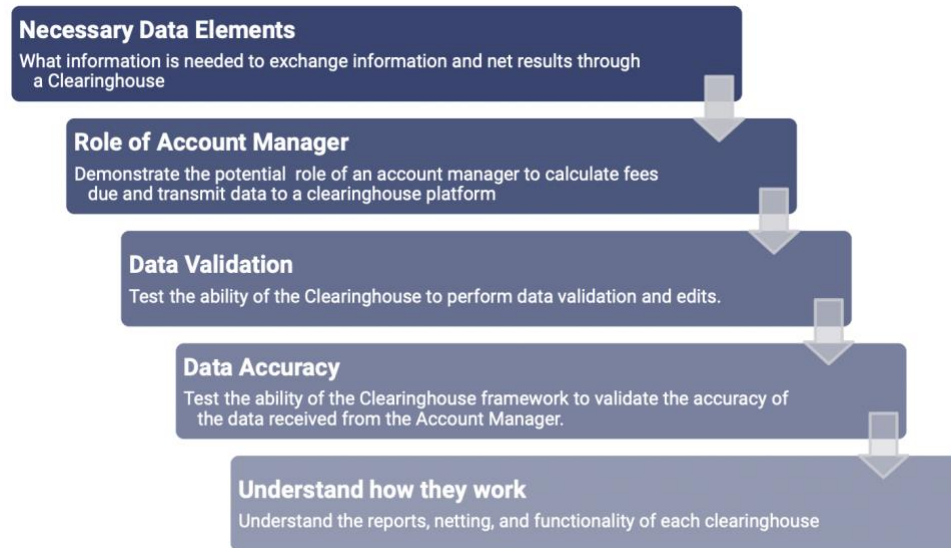 Necessary Data Elements
What information is needed to exchange information and net results through
a Clearinghouse
Role of Account Manager
Demonstrate the potential role of an account manager to calculate fees
due and transmit data to a clearinghouse platform
Data Validation
Test the ability of the Clearinghouse to perform data validation and edits.
Data Accuracy
Test the ability of the Clearinghouse framework to validate the accuracy of
the data received from the Account Manager.
Understand how they work
Understand the reports, netting, and functionality of each clearinghouse